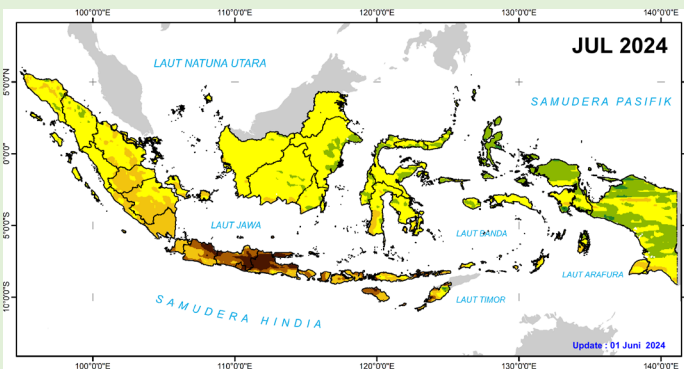 100°0'0"E 110°0'0"E 120°0'0"E 130°0'0"E 140°0'0"E
JUL 2024
LAUT NATUNA UTARA
5°0'0"N
SAMUDERA PASIFIK
0°0'0"
5°0'0"S
LAUT JAWA
LAUT BANDA
LAUT ARAFURA
10°0'0"S
SAMUDERA HINDIA
LAUT TIMOR
Update : 01 Juni 2024
100°0'0"E 110°0'0"E 120°0'0"E 130°0'0"E 140°0'0"E